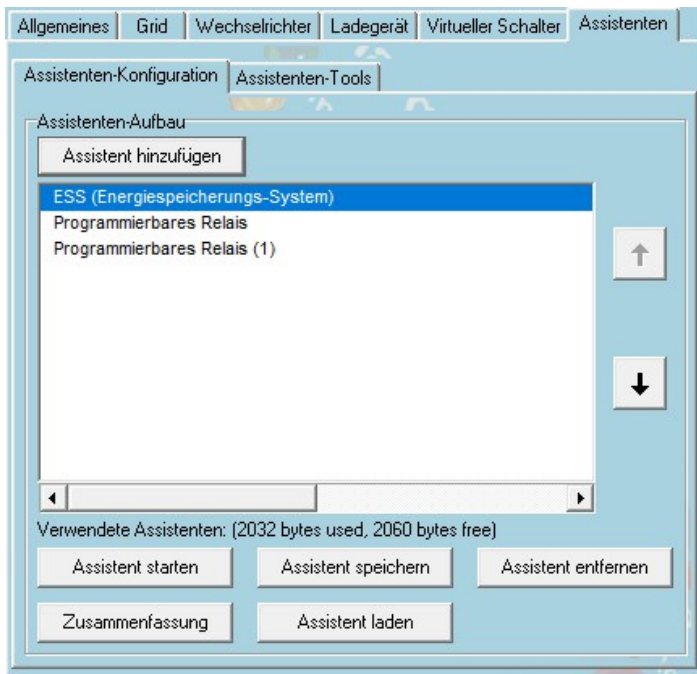 Allgemeines Grid Wechselrichter Ladegerät Virtueller Schalter Assistenten
Assistenten-Konfiguration Assistenten-Tools
Assistenten-Aufbau
Assistent hinzufügen
ESS (Energiespeicherungs-System)
Programmierbares Relais
Programmierbares Relais (1)
Verwendete Assistenten: (2032 bytes used, 2060 bytes free)
Assistent starten Assistent speichern Assistent entfernen
Zusammenfassung Assistent laden